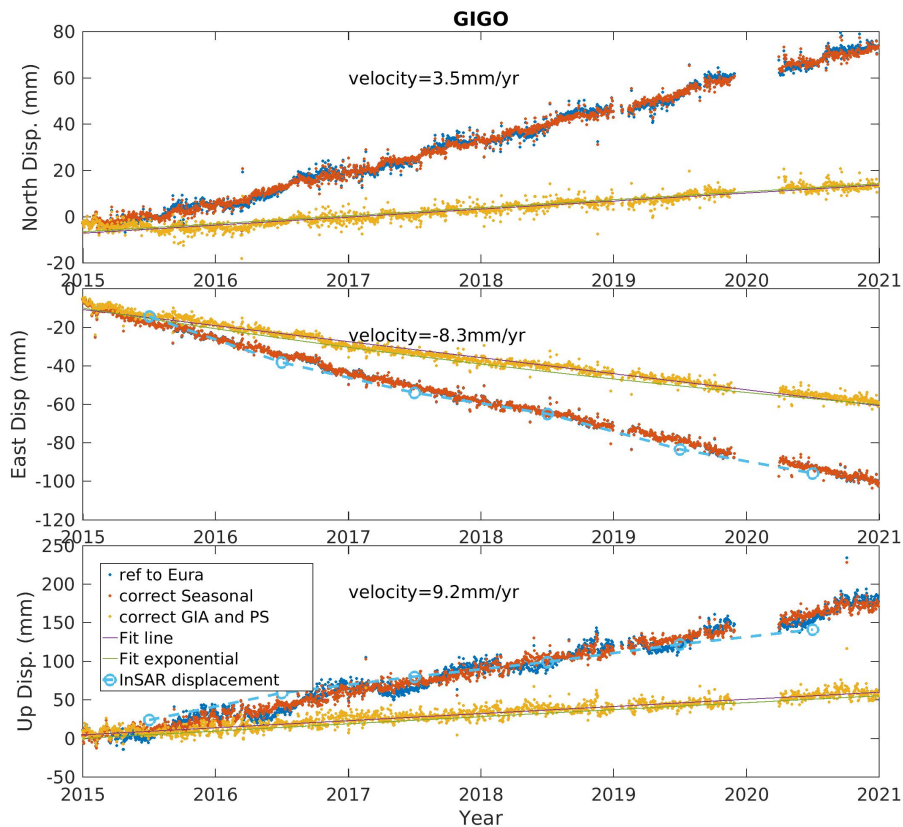 GIGO
80
60
40
20
0
-20
North Disp. (mm)
velocity=3.5mm/yr
2015 2016 2017 2018 2019 2020 2021
0
-20
-40
-60
-80
-100
-120
East Disp (mm)
velocity=-8.3mm/yr
2015 2016 2017 2018 2019 2020 2021
250
200
150
100
50
0
-50
Up Disp. (mm)
velocity=9.2mm/yr
ref to Eura
correct Seasonal
correct GIA and PS
Fit line
Fit exponential
InSAR displacement
2015 2016 2017 2018 2019 2020 2021
Year